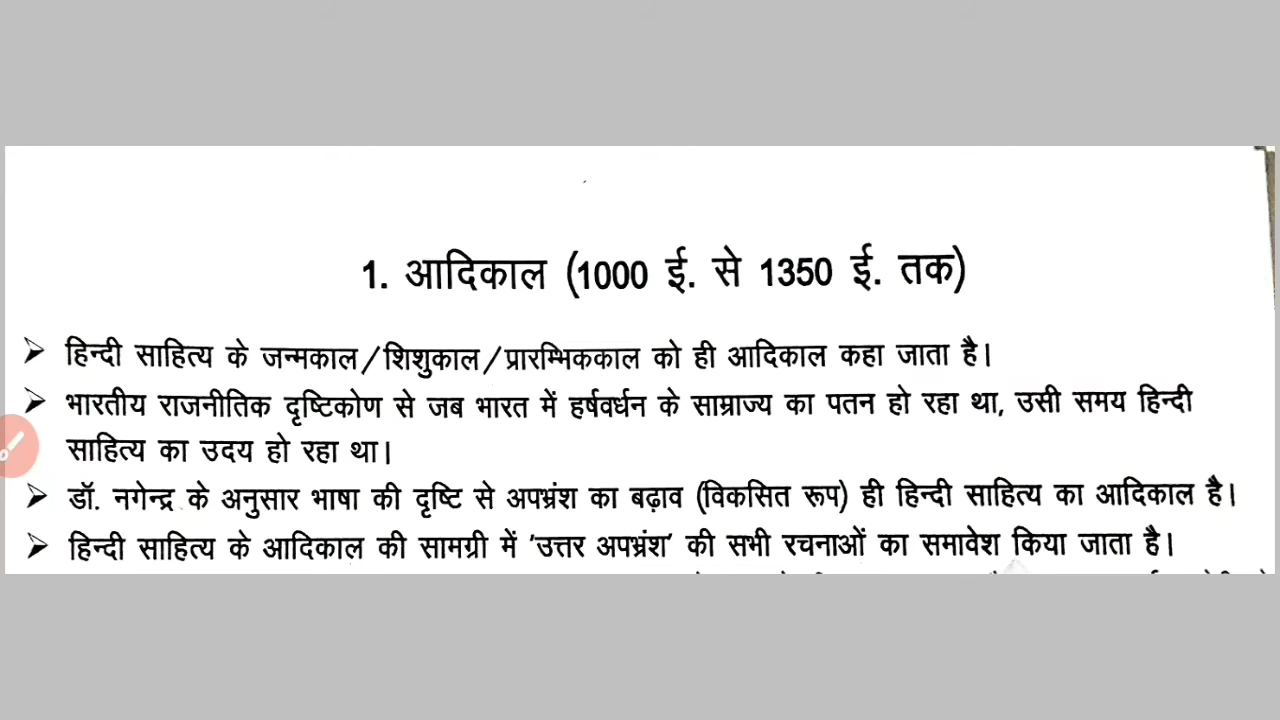 1. आदिकाल (1000 ई. से 1350 ई. तक)
➢ हिन्दी साहित्य के जन्मकाल/शिशुकाल/प्रारम्भिककाल को ही आदिकाल कहा जाता है।
➢ भारतीय राजनीतिक दृष्टिकोण से जब भारत में हर्षवर्धन के साम्राज्य का पतन हो रहा था, उसी समय हिन्दी
साहित्य का उदय हो रहा था।
➢ डॉ. नगेन्द्र के अनुसार भाषा की दृष्टि से अपभ्रंश का बढ़ाव (विकसित रूप) ही हिन्दी साहित्य का आदिकाल है।
➢ हिन्दी साहित्य के आदिकाल की सामग्री में 'उत्तर अपभ्रंश' की सभी रचनाओं का समावेश किया जाता है।